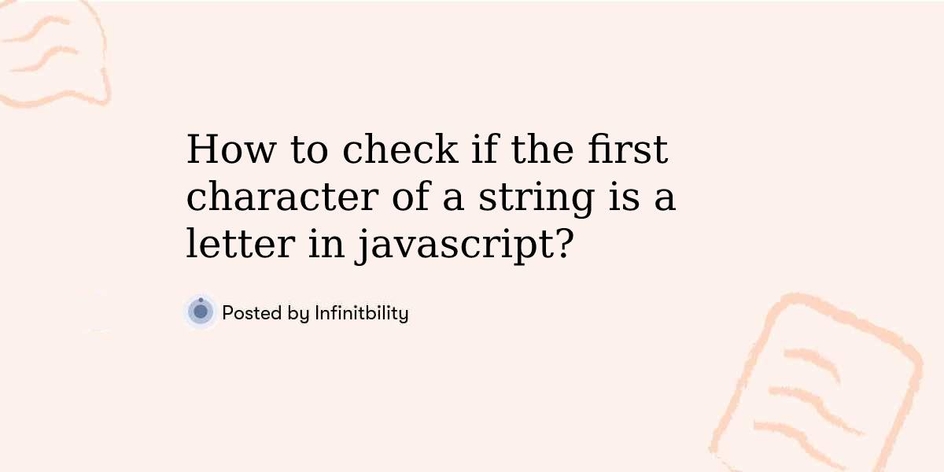 How to check if the first
character of a string is a
letter in javascript?
Posted by Infinitbility